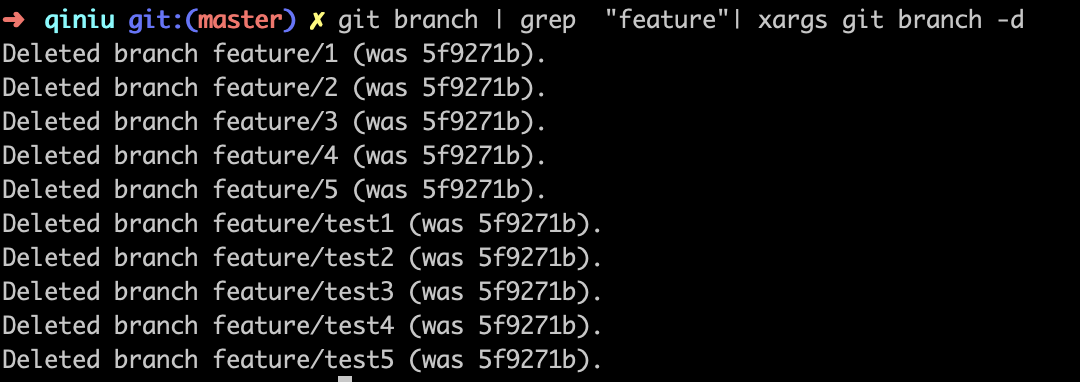 ➜ qiniu git:(master) ✗ git branch | grep  "feature"| xargs git branch -d
Deleted branch feature/1 (was 5f9271b).
Deleted branch feature/2 (was 5f9271b).
Deleted branch feature/3 (was 5f9271b).
Deleted branch feature/4 (was 5f9271b).
Deleted branch feature/5 (was 5f9271b).
Deleted branch feature/test1 (was 5f9271b).
Deleted branch feature/test2 (was 5f9271b).
Deleted branch feature/test3 (was 5f9271b).
Deleted branch feature/test4 (was 5f9271b).
Deleted branch feature/test5 (was 5f9271b).